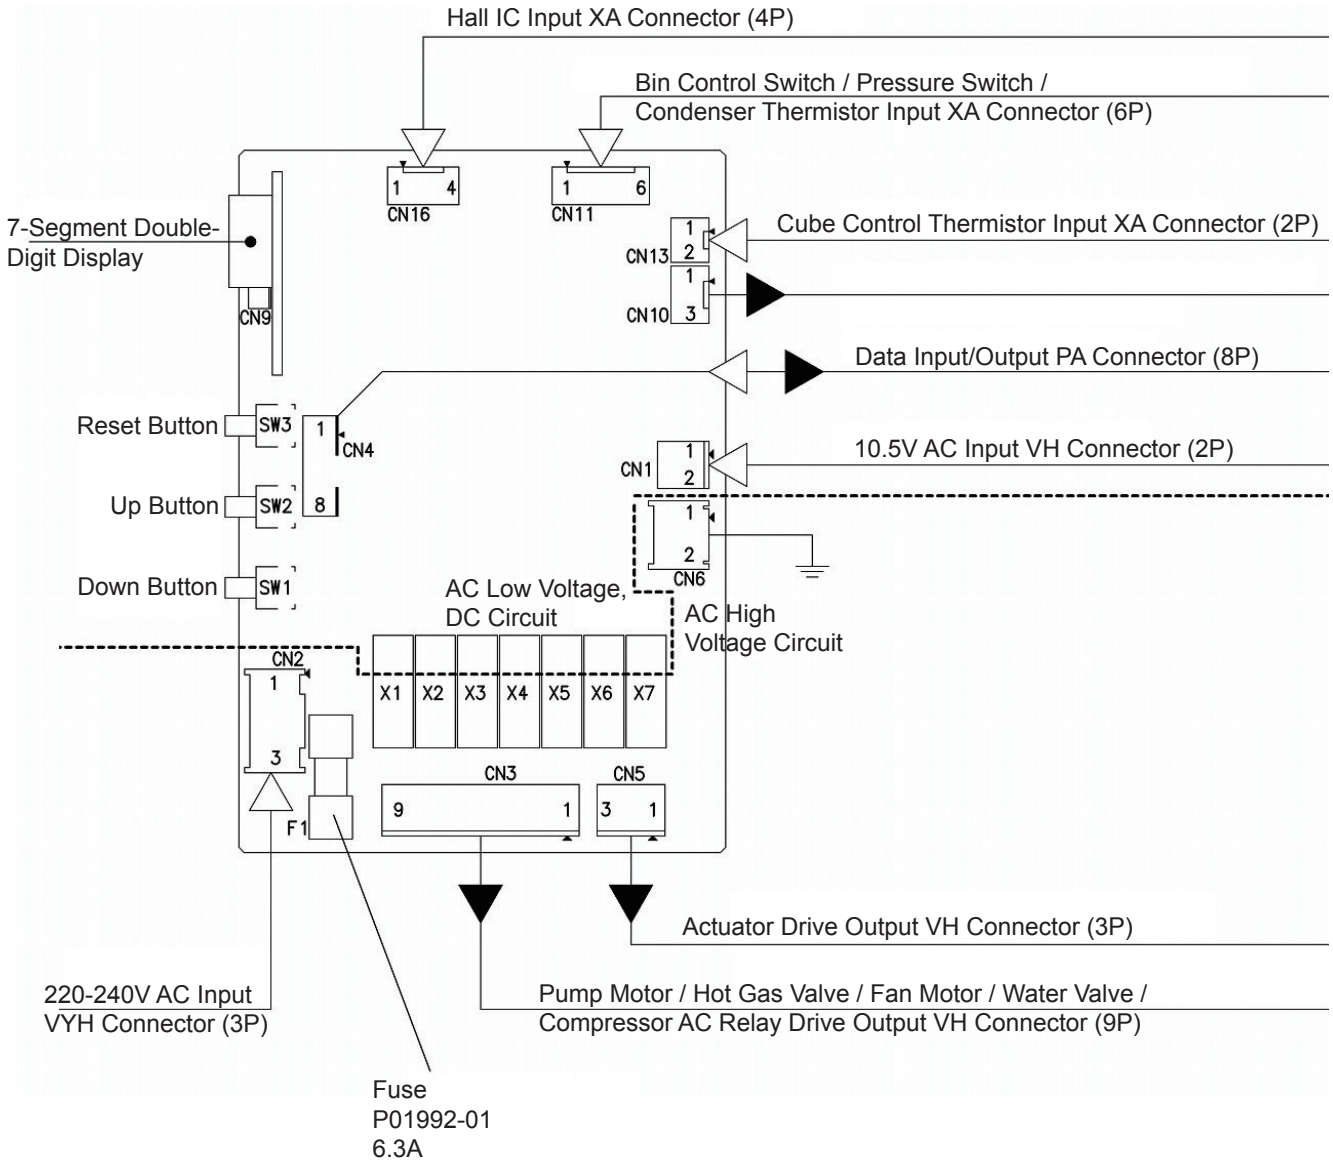 Hall IC Input XA Connector (4P)
Bin Control Switch / Pressure Switch /
Condenser Thermistor Input XA Connector (6P)
1 4
CN16
1 6
CN11
7-Segment Double-
Digit Display
CN9
1
2
CN13
Cube Control Thermistor Input XA Connector (2P)
1
3
CN10
Data Input/Output PA Connector (8P)
Reset Button
SW3
1
CN4
8
Up Button
SW2
Down Button
SW1
10.5V AC Input VH Connector (2P)
CN1
1
2
1
2
CN6
AC Low Voltage,
DC Circuit
AC High
Voltage Circuit
CN2
1
3
X1 X2 X3 X4 X5 X6 X7
F1
CN3
9 1
CN5
3 1
Actuator Drive Output VH Connector (3P)
220-240V AC Input
VYH Connector (3P)
Pump Motor / Hot Gas Valve / Fan Motor / Water Valve /
Compressor AC Relay Drive Output VH Connector (9P)
Fuse
P01992-01
6.3A